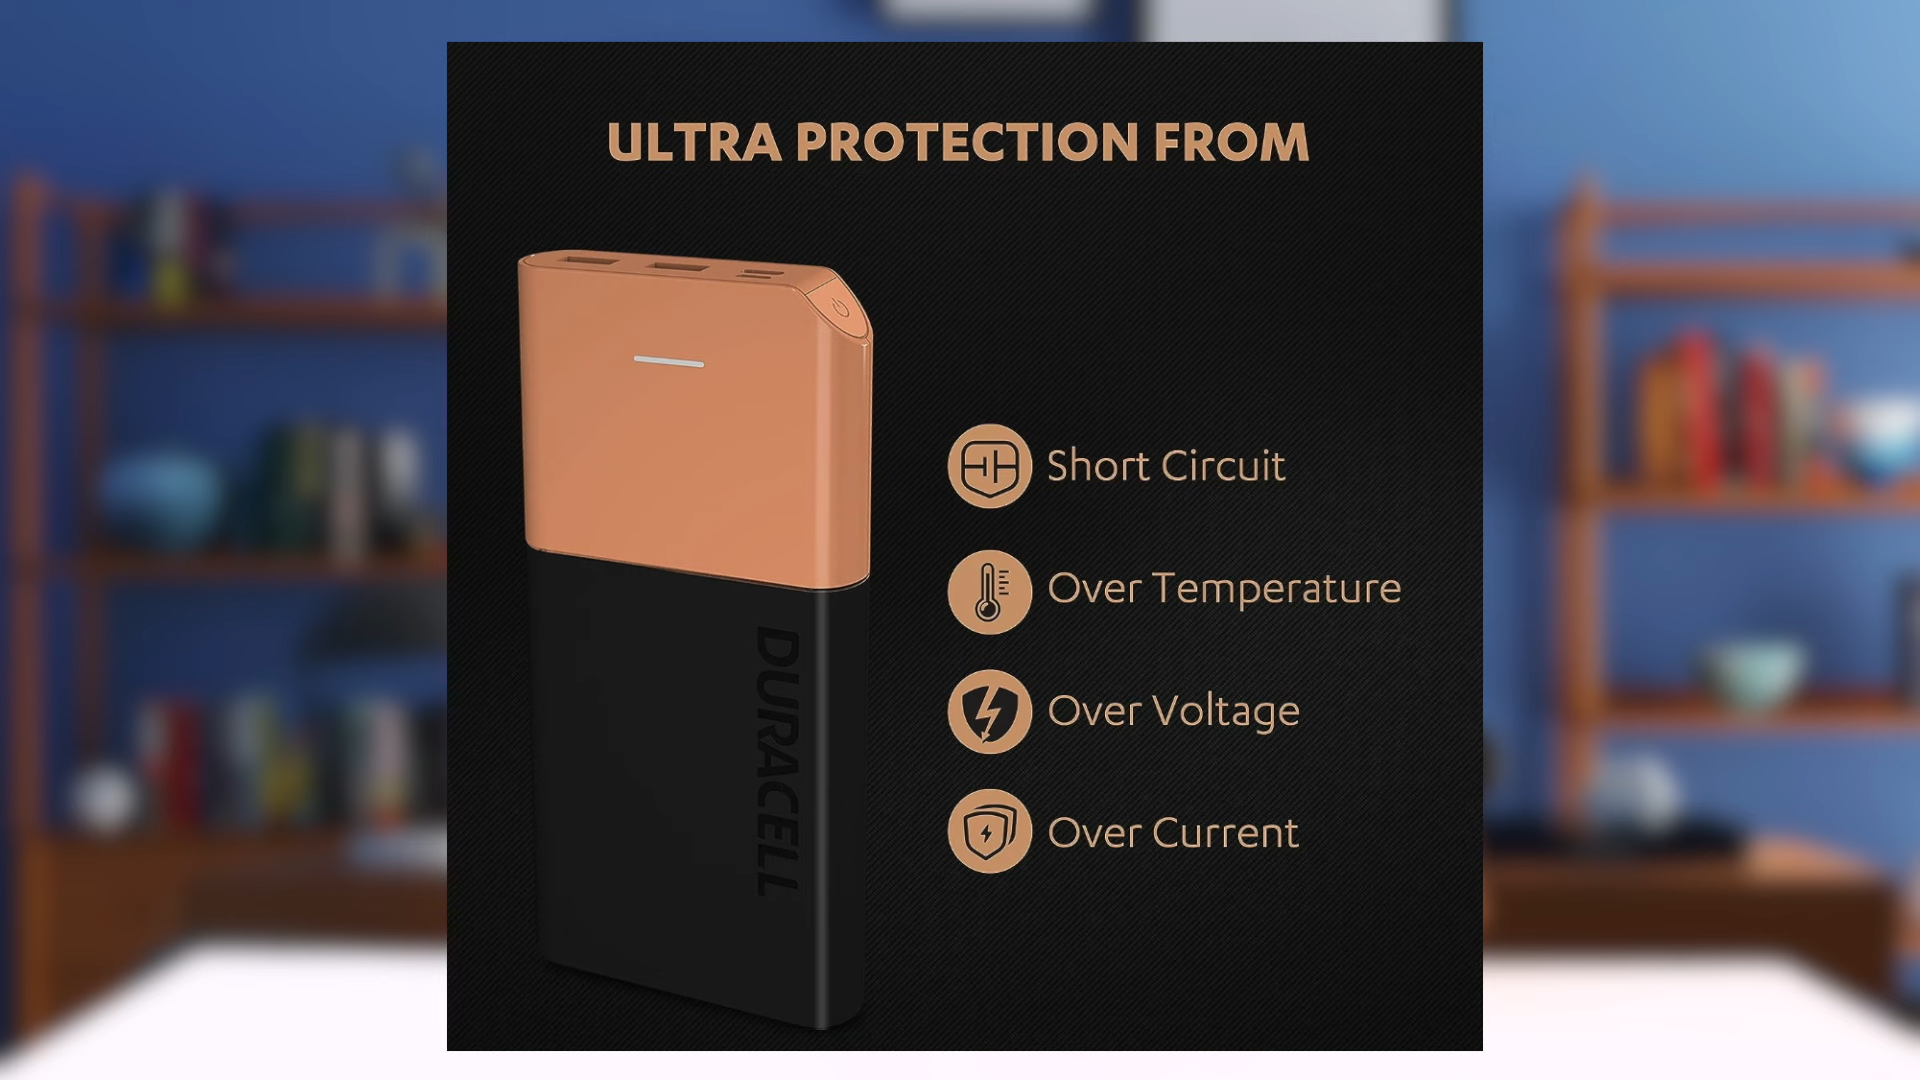 ULTRA PROTECTION FROM
Short Circuit
Over Temperature
Over Voltage
Over Current
DURACELL